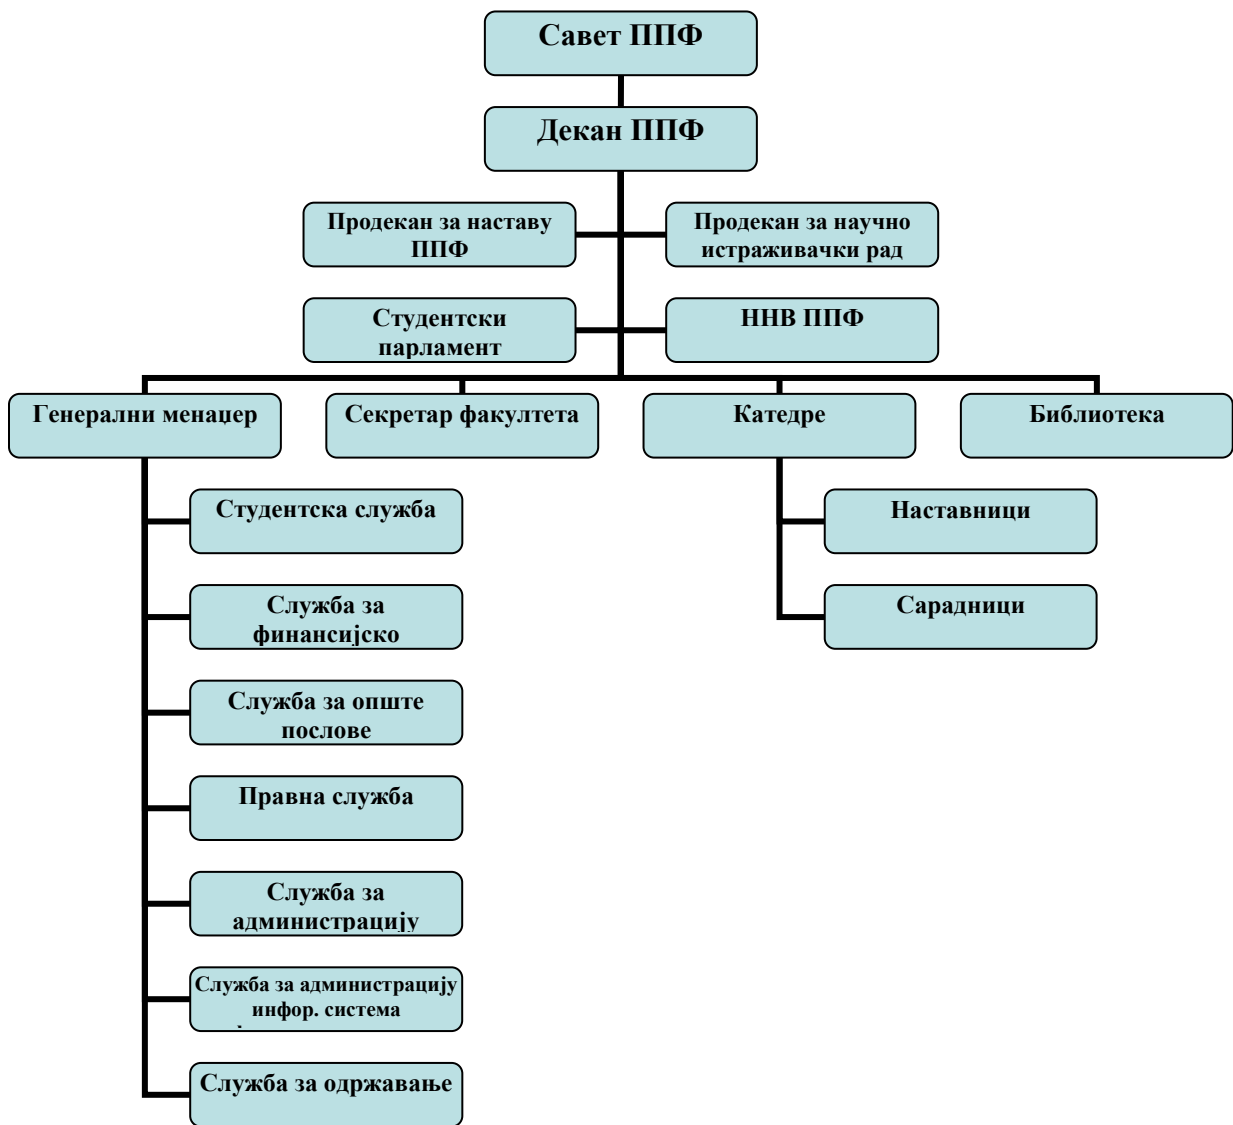 Савет ППФ
Декан ППФ
Продекан за наставу
ППФ
Продекан за научно
истраживачки рад
Студентски
парламент
ННВ ППФ
Генерални менаџер
Секретар факултета
Катедре
Библиотека
Студентска служба
Наставници
Служба за
финансијско
Сарадници
Служба за опште
послове
Правна служба
Служба за
администрацију
Служба за администрацију
инфор. система
Служба за одржавање